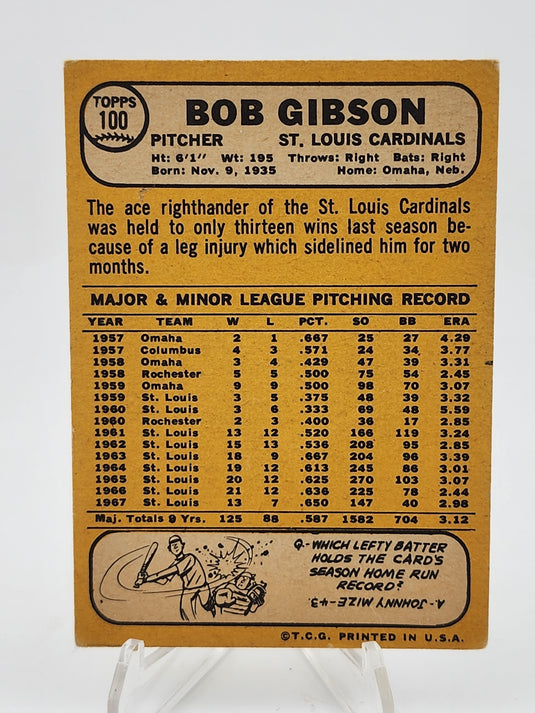 TOPPS
100
BOB GIBSON
PITCHER ST. LOUIS CARDINALS
Ht: 6'1" Wt: 195 Throws: Right Bats: Right
Born: Nov. 9, 1935 Home: Omaha, Neb.
The ace righthander of the St. Louis Cardinals
was held to only thirteen wins last season be-
cause of a leg injury which sidelined him for two
months.
MAJOR & MINOR LEAGUE PITCHING RECORD
YEAR TEAM W L PCT. SO BB ERA
1957 Omaha 2 1 .667 25 27 4.29
1957 Columbus 4 3 .571 24 34 3.77
1958 Omaha 3 4 .429 47 39 3.31
1958 Rochester 5 5 .500 75 54 2.45
1959 Omaha 9 9 .500 98 70 3.07
1959 St. Louis 3 5 .375 48 39 3.32
1960 St. Louis 3 6 .333 69 48 5.59
1960 Rochester 2 3 .400 36 17 2.85
1961 St. Louis 13 12 .520 166 119 3.24
1962 St. Louis 15 13 .536 208 95 2.85
1963 St. Louis 18 9 .667 204 96 3.39
1964 St. Louis 19 12 .613 245 86 3.01
1965 St. Louis 20 12 .625 270 103 3.07
1966 St. Louis 21 12 .636 225 78 2.44
1967 St. Louis 13 7 .650 147 40 2.98
Maj. Totals 9 Yrs. 125 88 .587 1582 704 3.12
Q.- WHICH LEFTY BATTER
HOLDS THE CARD'S
SEASON HOME RUN
RECORD?
A.- JOHNNY MIZE-43.
©T.C.G. PRINTED IN U.S.A.